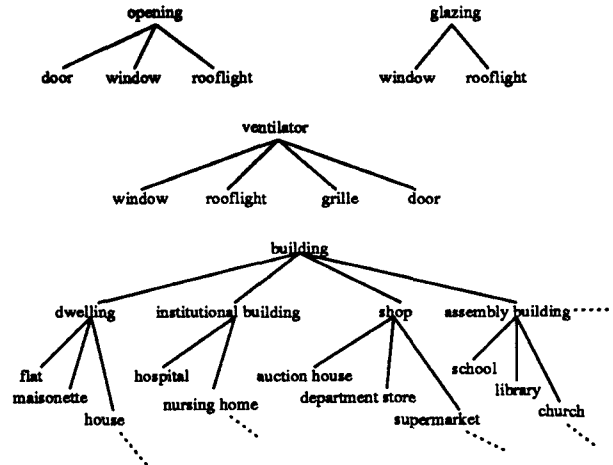 opening
glazing
door window rooflight
window rooflight
ventilator
window rooflight grille door
building
dwelling institutional building shop assembly building
flat hospital auction house school
maisonette nursing home department store library
house supermarket church